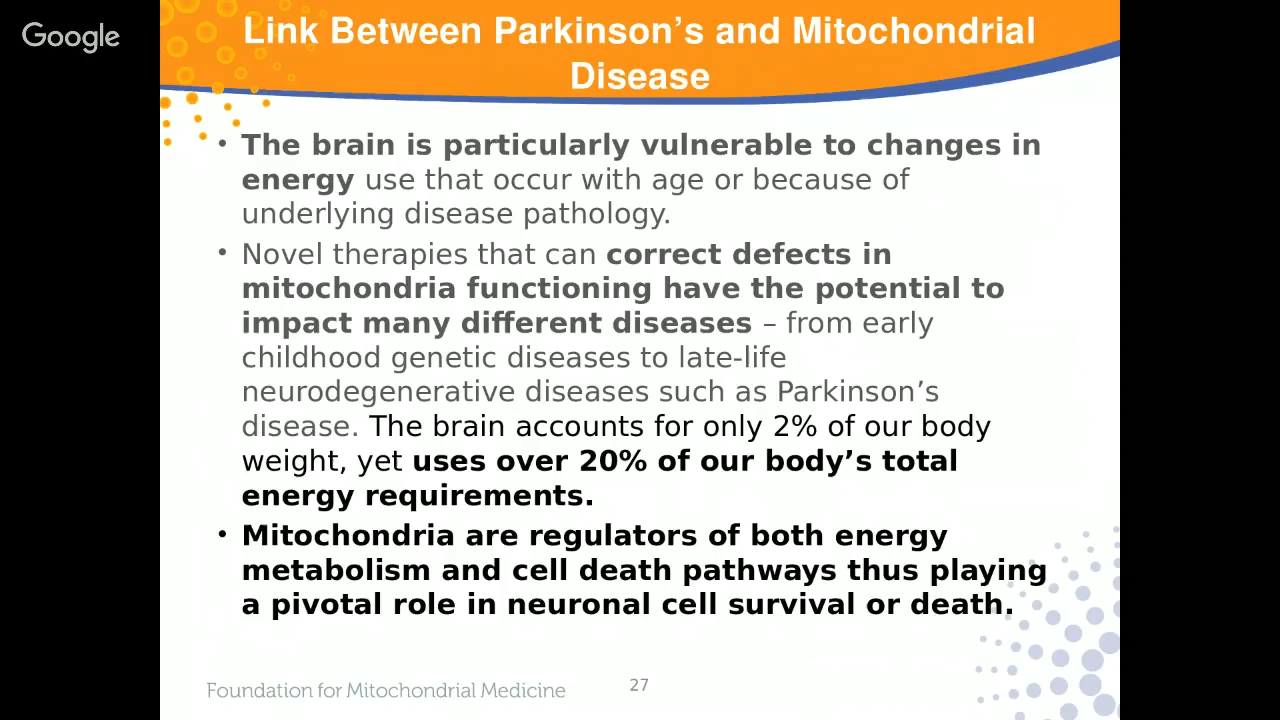 Google
Link Between Parkinson’s and Mitochondrial
Disease
• The brain is particularly vulnerable to changes in
energy use that occur with age or because of
underlying disease pathology.
• Novel therapies that can correct defects in
mitochondria functioning have the potential to
impact many different diseases – from early
childhood genetic diseases to late-life
neurodegenerative diseases such as Parkinson’s
disease. The brain accounts for only 2% of our body
weight, yet uses over 20% of our body’s total
energy requirements.
• Mitochondria are regulators of both energy
metabolism and cell death pathways thus playing
a pivotal role in neuronal cell survival or death.
Foundation for Mitochondrial Medicine
27